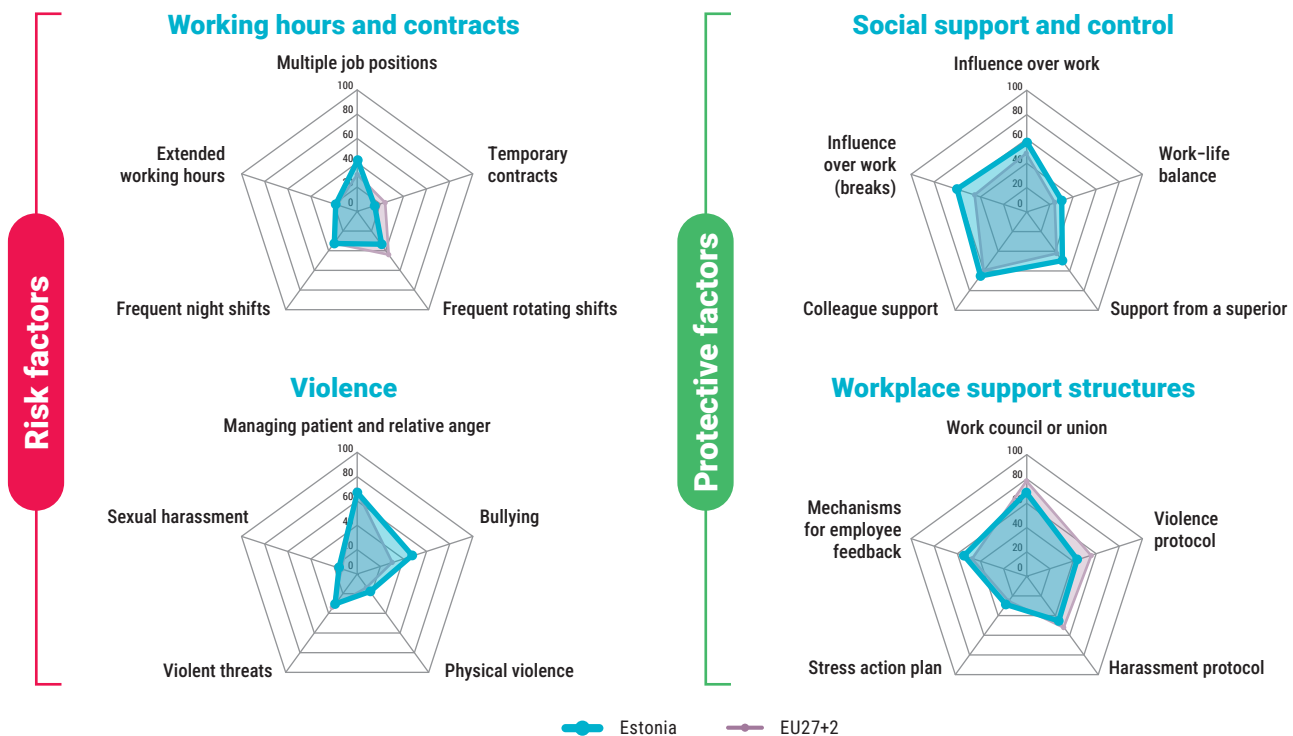 Risk factors
Working hours and contracts
Multiple job positions
100
80
60
40
20
0
Extended
working hours
Temporary
contracts
Frequent night shifts
Frequent rotating shifts
Violence
Managing patient and relative anger
100
80
60
40
20
0
Sexual harassment
Bullying
Violent threats
Physical violence
Protective factors
Social support and control
Influence over work
100
80
60
40
20
0
Influence
over work
(breaks)
Work–life
balance
Colleague support
Support from a superior
Workplace support structures
Work council or union
100
80
60
40
20
0
Mechanisms
for employee
feedback
Violence
protocol
Stress action plan
Harassment protocol
Estonia
EU27+2